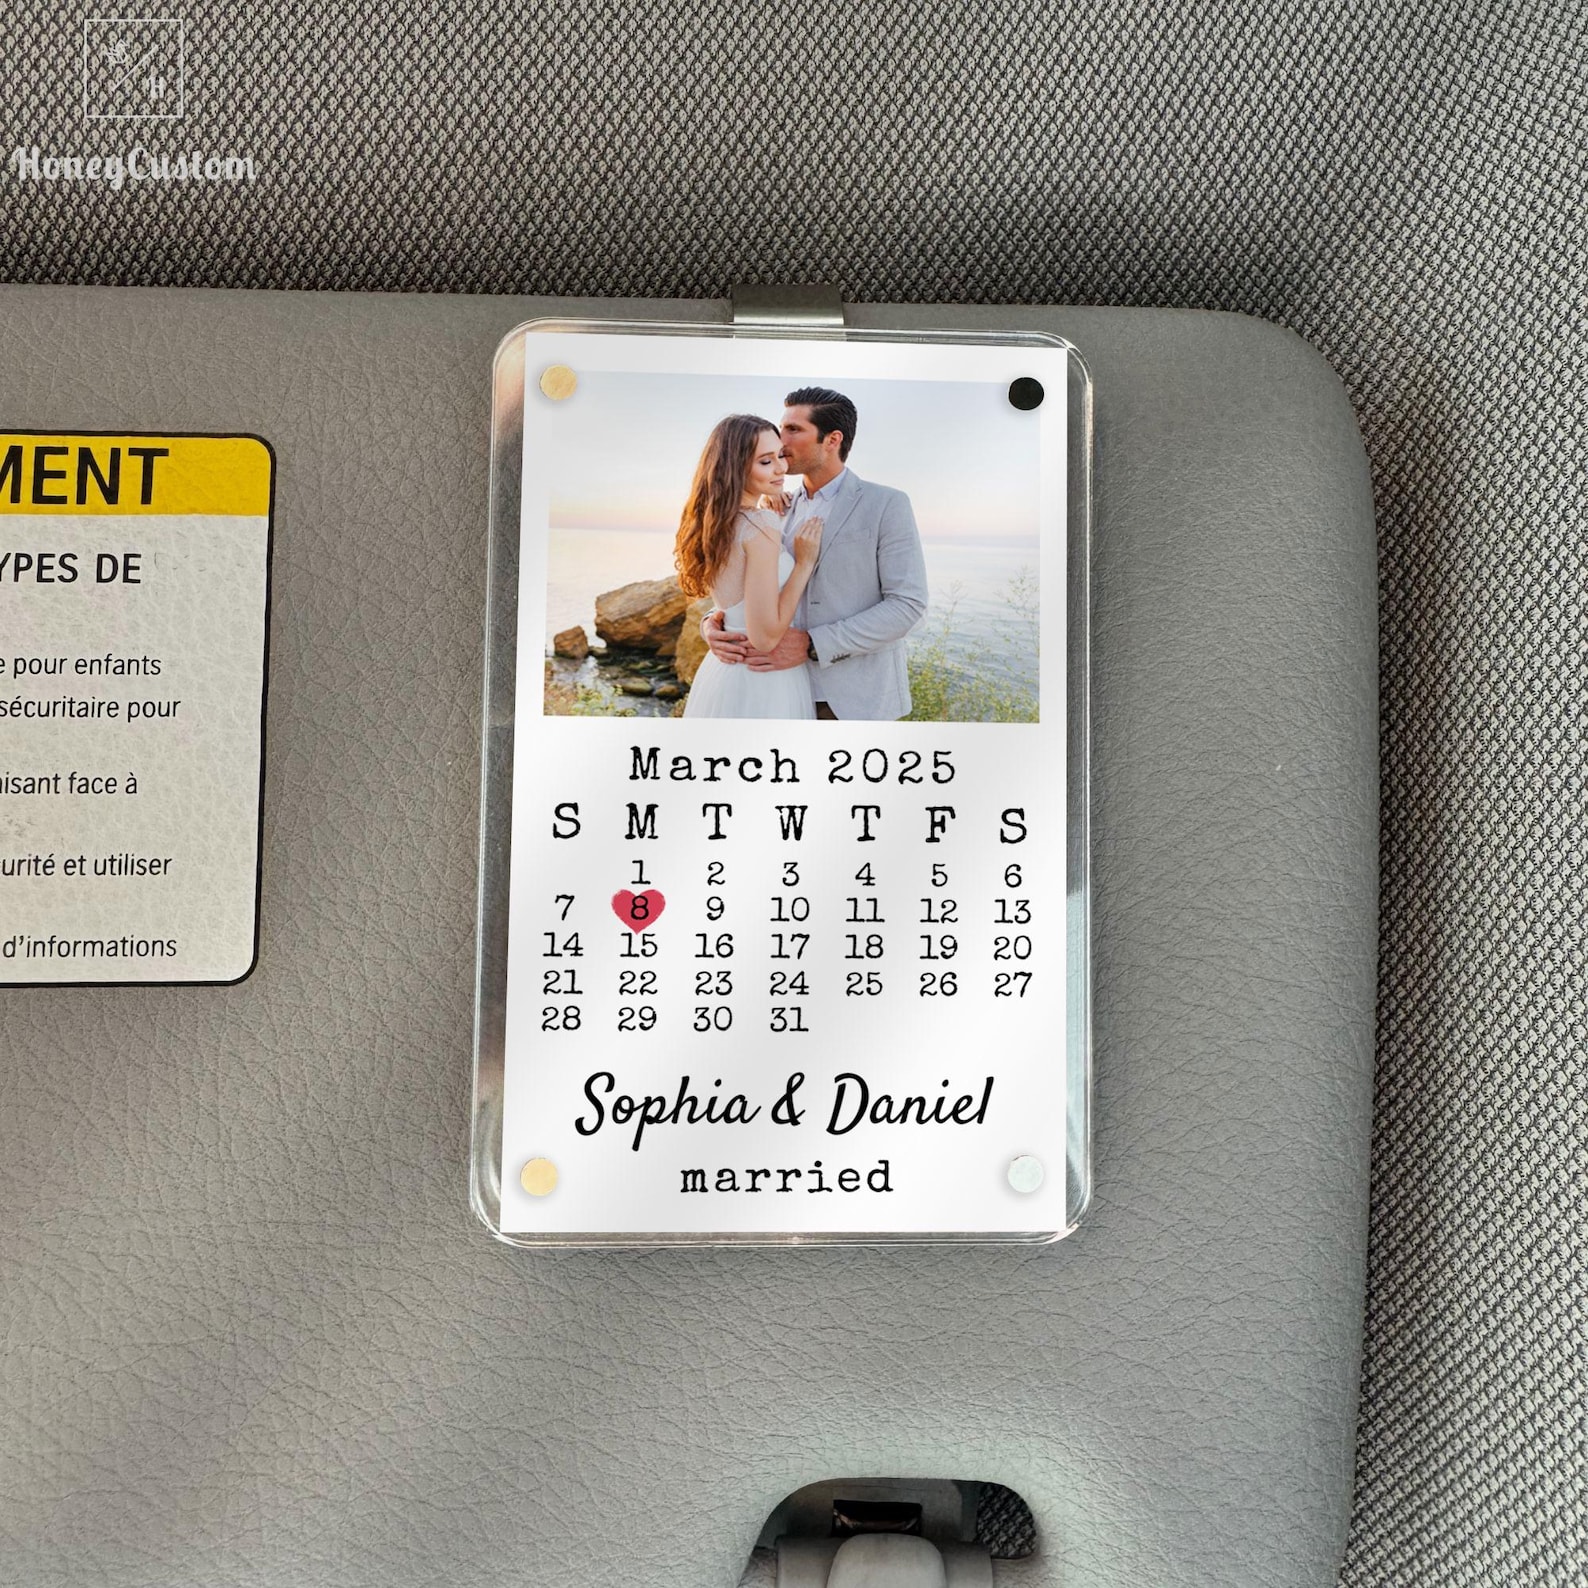 H
HoneyCustom
MENT
YPES DE
e pour enfants
sécuritaire pour
isant face à
urité et utiliser
d'informations
March 2025
S M T W T F S
1 2 3 4 5 6
7 8 9 10 11 12 13
14 15 16 17 18 19 20
21 22 23 24 25 26 27
28 29 30 31
Sophia & Daniel
married